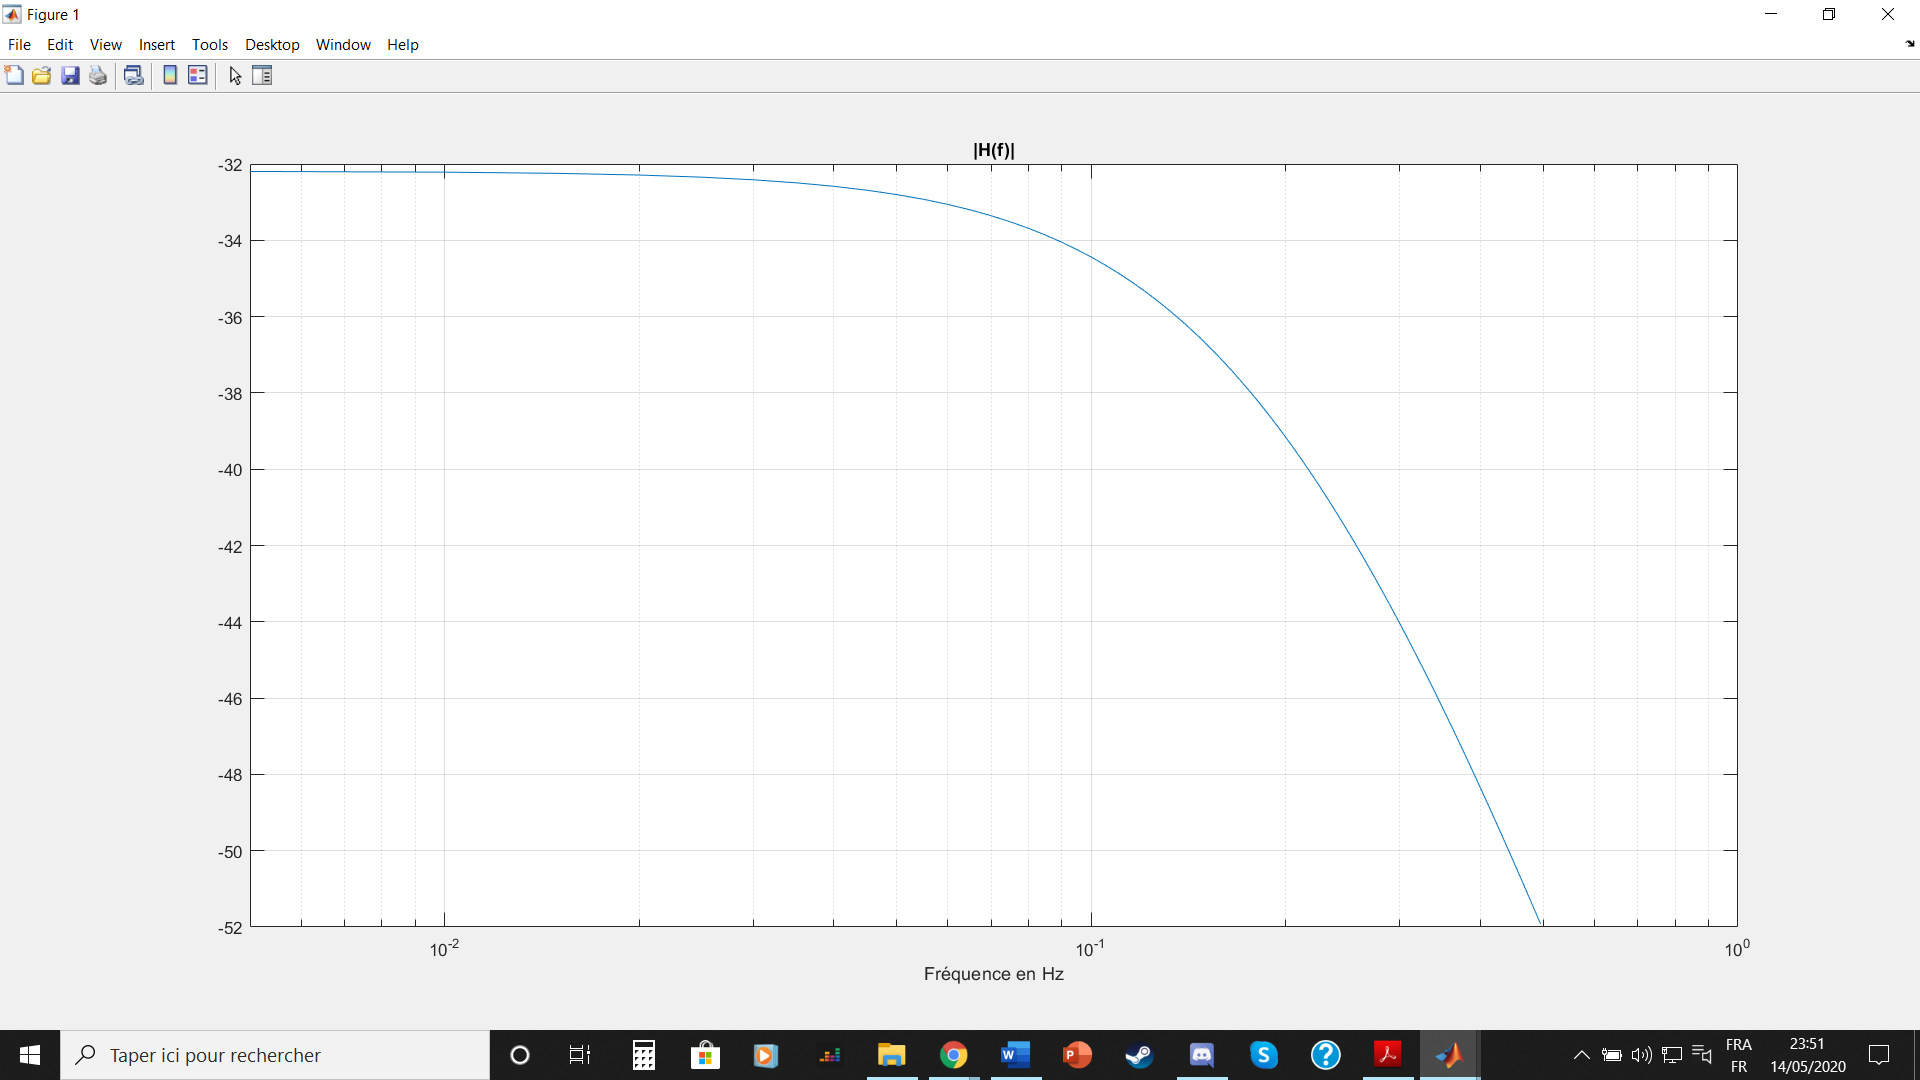 Figure 1
File Edit View Insert Tools Desktop Window Help
|H(f)|
-32
-34
-36
-38
-40
-42
-44
-46
-48
-50
-52
10-2 10-1 100
Fréquence en Hz
Taper ici pour rechercher
W
P
S
?
FRA
FR
23:51
14/05/2020